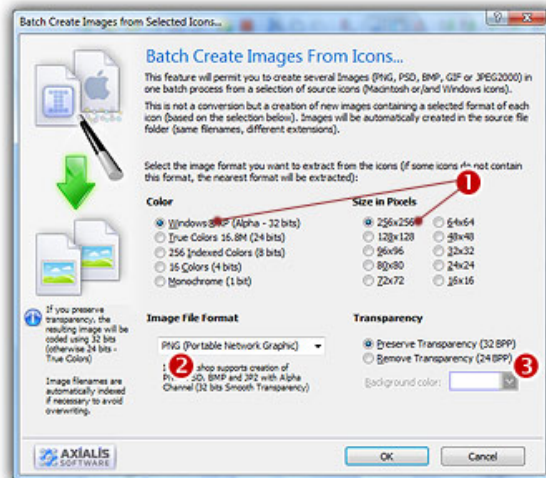 Batch Create Images from Selected Icons...
Batch Create Images From Icons...
This feature will permit you to create several Images (PNG, PSD, BMP, GIF or JPEG2000) in
one batch process from a selection of source icons (Macintosh or/and Windows icons).
This is not a conversion but a creation of new images containing a selected format of each
icon (based on the selection below). Images will be automatically created in the source file
folder (same filenames, different extensions).
Select the image format you want to extract from the icons (if some icons do not contain
this format, the nearest format will be extracted):
1
Color
Size in Pixels
Windows XP (Alpha - 32 bits)
256x256
64x64
True Colors 16.8M (24 bits)
128x128
48x48
256 Indexed Colors (8 bits)
96x96
32x32
16 Colors (4 bits)
80x80
24x24
Monochrome (1 bit)
72x72
16x16
If you preserve
transparency, the
resulting image will be
coded using 32 bits
(otherwise 24 bits -
True Colors)
Image filenames are
automatically indexed
if necessary to avoid
overwriting.
Image File Format
PNG (Portable Network Graphic)
2
shop supports creation of
SD, BMP and JP2 with Alpha
Channel (32 bits Smooth Transparency)
Transparency
Preserve Transparency (32 BPP)
Remove Transparency (24 BPP)
3
Background color:
AXIALIS
SOFTWARE
OK
Cancel